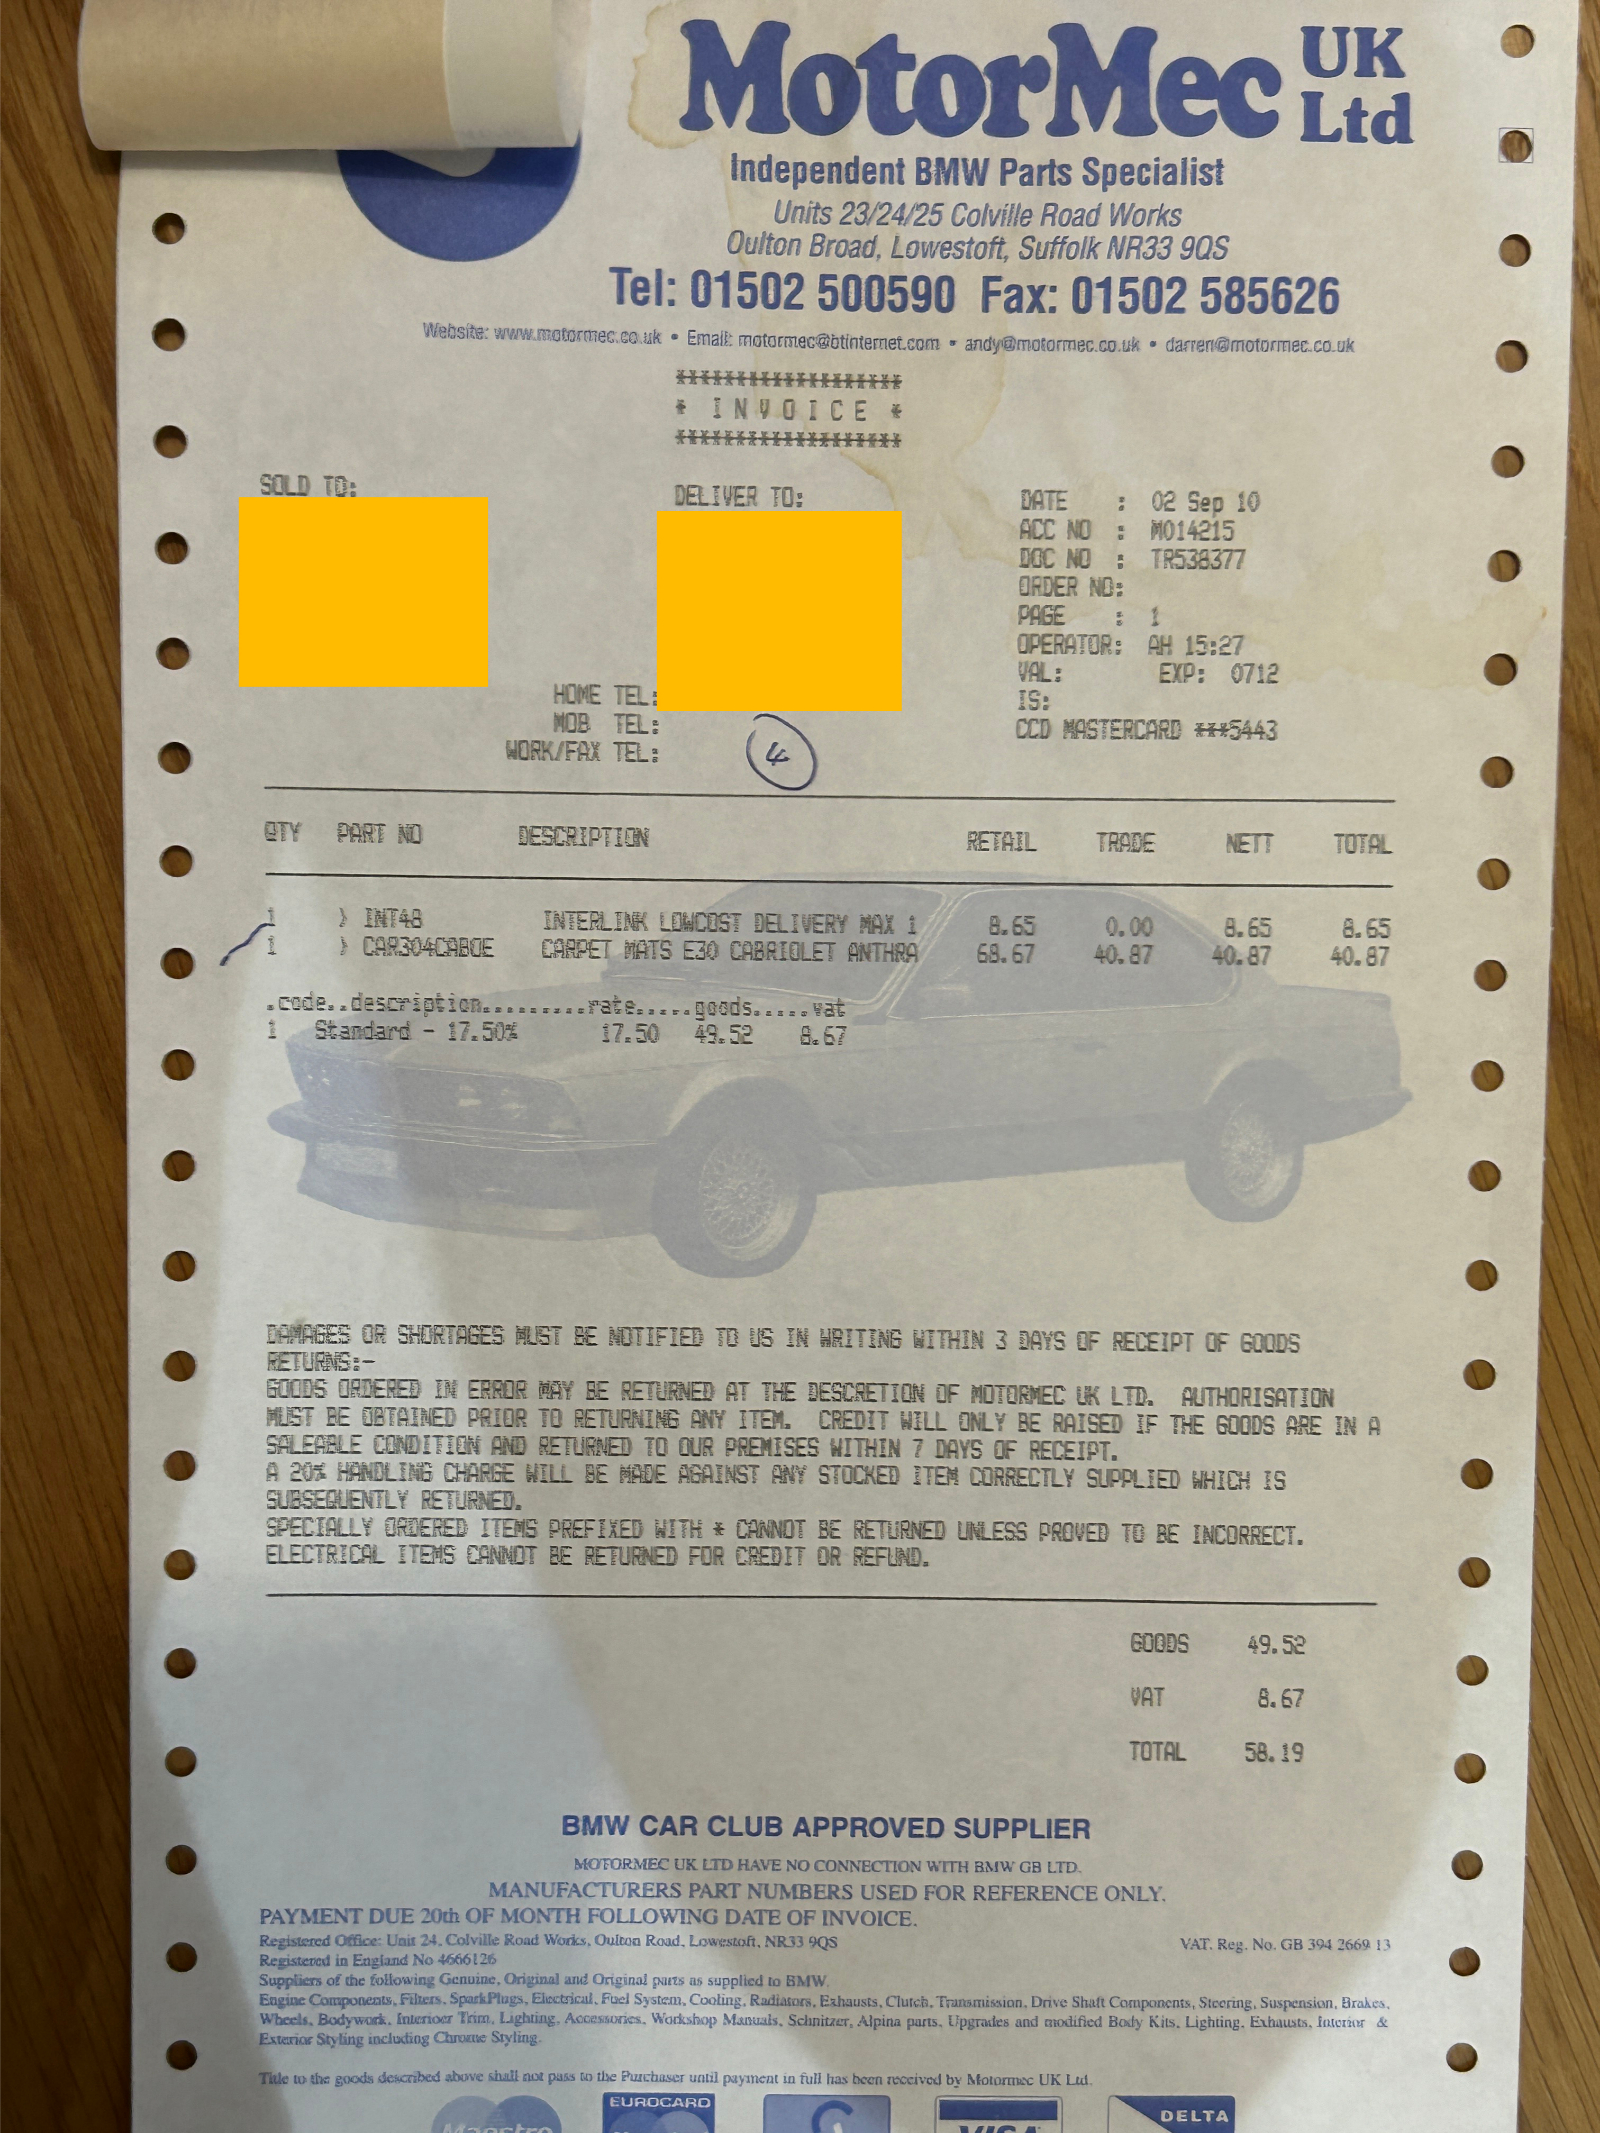 MotorMec UK Ltd
Independent BMW Parts Specialist
Units 23/24/25 Colville Road Works
Oulton Broad, Lowestoft, Suffolk NR33 9QS
Tel: 01502 500590 Fax: 01502 585626
Website: www.motormec.co.uk • Email: motormec@btinternet.com • andy@motormec.co.uk • darren@motormec.co.uk
*******************
* I N V O I C E *
*******************
SOLD TO:
DELIVER TO:
DATE : 02 Sep 10
ACC NO : M014215
DOC NO : TR538377
ORDER NO:
PAGE : 1
OPERATOR: AH 15:27
VAL: EXP: 0712
IS:
CCD MASTERCARD ***5443
HOME TEL:
MOB TEL:
WORK/FAX TEL:
4
QTY PART NO DESCRIPTION RETAIL TRADE NETT TOTAL
1 } INT48 INTERLINK LOWCOST DELIVERY MAX 1 8.65 0.00 8.65 8.65
1 } CAR304CABOE CARPET MATS E30 CABRIOLET ANTHRA 68.67 40.87 40.87 40.87
.code..description.........rate.....goods.....vat
1 Standard - 17.50% 17.50 49.52 8.67
DAMAGES OR SHORTAGES MUST BE NOTIFIED TO US IN WRITING WITHIN 3 DAYS OF RECEIPT OF GOODS
RETURNS:-
GOODS ORDERED IN ERROR MAY BE RETURNED AT THE DESCRETION OF MOTORMEC UK LTD. AUTHORISATION
MUST BE OBTAINED PRIOR TO RETURNING ANY ITEM. CREDIT WILL ONLY BE RAISED IF THE GOODS ARE IN A
SALEABLE CONDITION AND RETURNED TO OUR PREMISES WITHIN 7 DAYS OF RECEIPT.
A 20% HANDLING CHARGE WILL BE MADE AGAINST ANY STOCKED ITEM CORRECTLY SUPPLIED WHICH IS
SUBSEQUENTLY RETURNED.
SPECIALLY ORDERED ITEMS PREFIXED WITH * CANNOT BE RETURNED UNLESS PROVED TO BE INCORRECT.
ELECTRICAL ITEMS CANNOT BE RETURNED FOR CREDIT OR REFUND.
GOODS 49.52
VAT 8.67
TOTAL 58.19
BMW CAR CLUB APPROVED SUPPLIER
MOTORMEC UK LTD HAVE NO CONNECTION WITH BMW GB LTD.
MANUFACTURERS PART NUMBERS USED FOR REFERENCE ONLY.
PAYMENT DUE 20th OF MONTH FOLLOWING DATE OF INVOICE.
Registered Office: Unit 24, Colville Road Works, Oulton Road, Lowestoft, NR33 9QS VAT. Reg. No. GB 394 2669 13
Registered in England No 4666126
Suppliers of the following Genuine, Original and Original parts as supplied to BMW.
Engine Components, Filters, SparkPlugs, Electrical, Fuel System, Cooling, Radiators, Exhausts, Clutch, Transmission, Drive Shaft Components, Steering, Suspension, Brakes,
Wheels, Bodywork, Interioer Trim, Lighting, Accessories, Workshop Manuals, Schnitzer, Alpina parts, Upgrades and modified Body Kits, Lighting, Exhausts, Interior &
Exterior Styling including Chrome Styling.
Title to the goods described above shall not pass to the Purchaser until payment in full has been received by Motormec UK Ltd.
Maestro EUROCARD VISA DELTA